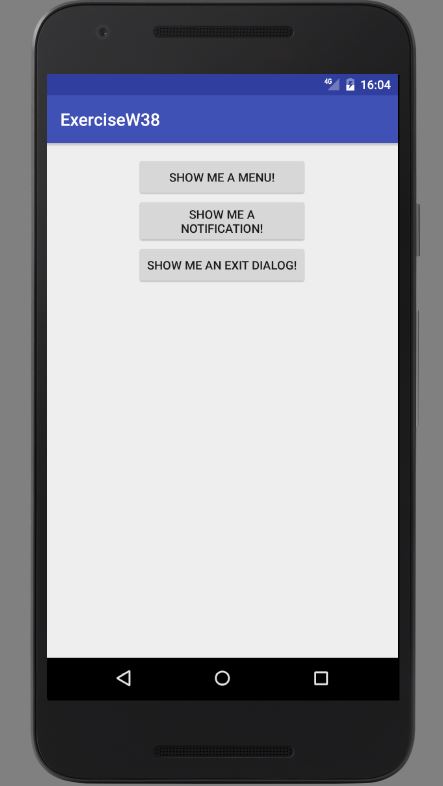 4G 16:04
ExerciseW38
SHOW ME A MENU!
SHOW ME A
NOTIFICATION!
SHOW ME AN EXIT DIALOG!